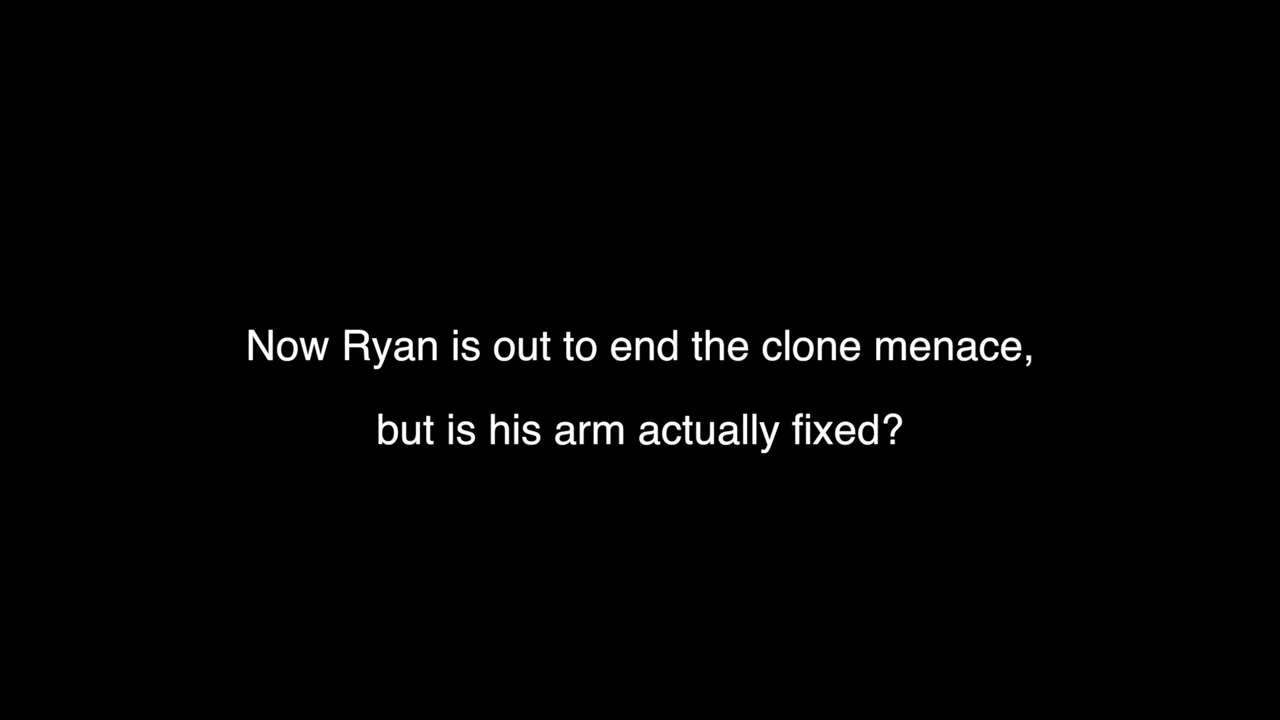 Now Ryan is out to end the clone menace,
but is his arm actually fixed?